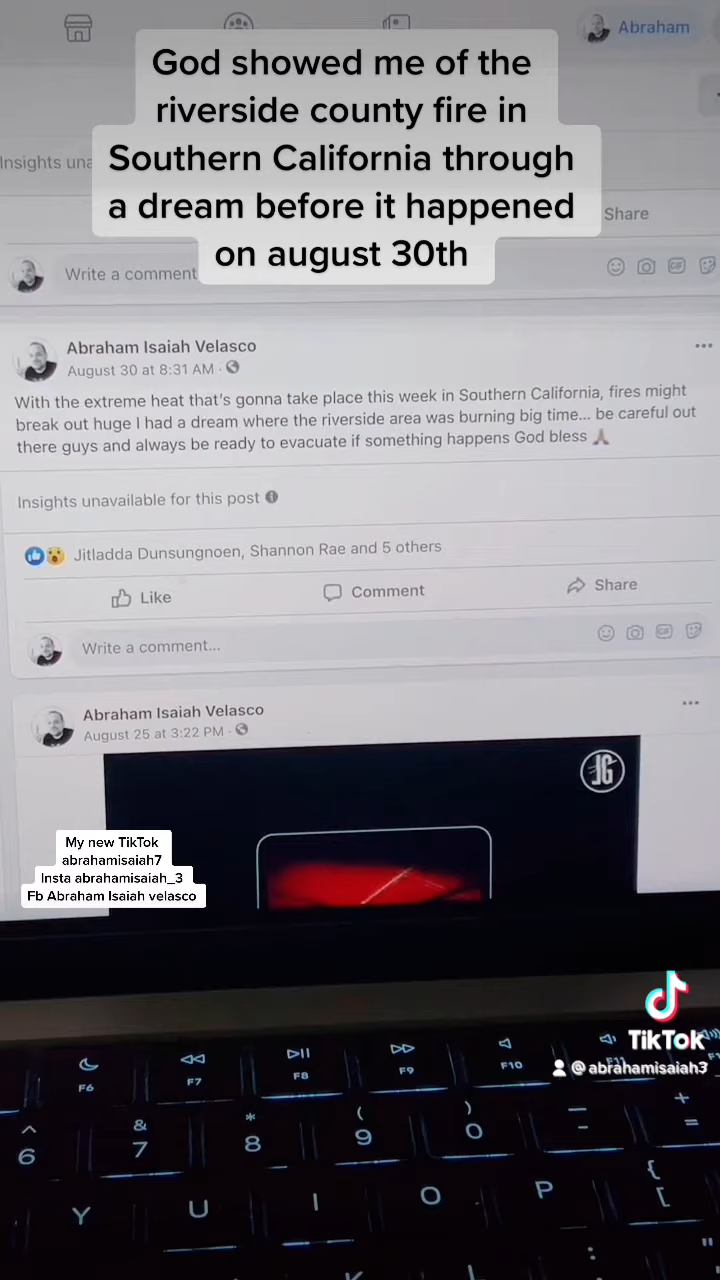 Abraham
God showed me of the
riverside county fire in
Southern California through
a dream before it happened
on august 30th
Insights una
Share
Write a comment
Abraham Isaiah Velasco
August 30 at 8:31 AM ·
With the extreme heat that's gonna take place this week in Southern California, fires might
break out huge I had a dream where the riverside area was burning big time... be careful out
there guys and always be ready to evacuate if something happens God bless 🙏
Insights unavailable for this post
Jitladda Dunsungnoen, Shannon Rae and 5 others
Like Comment Share
Write a comment...
Abraham Isaiah Velasco
August 25 at 3:22 PM ·
JG
My new TikTok
abrahamisaiah7
Insta abrahamisaiah_3
Fb Abraham Isaiah velasco
TikTok
@abrahamisaiah3
F6 F7 F8 F9 F10 F11
^ & * ( ) — +
6 7 8 9 0 - =
Y U I O P { [
: "